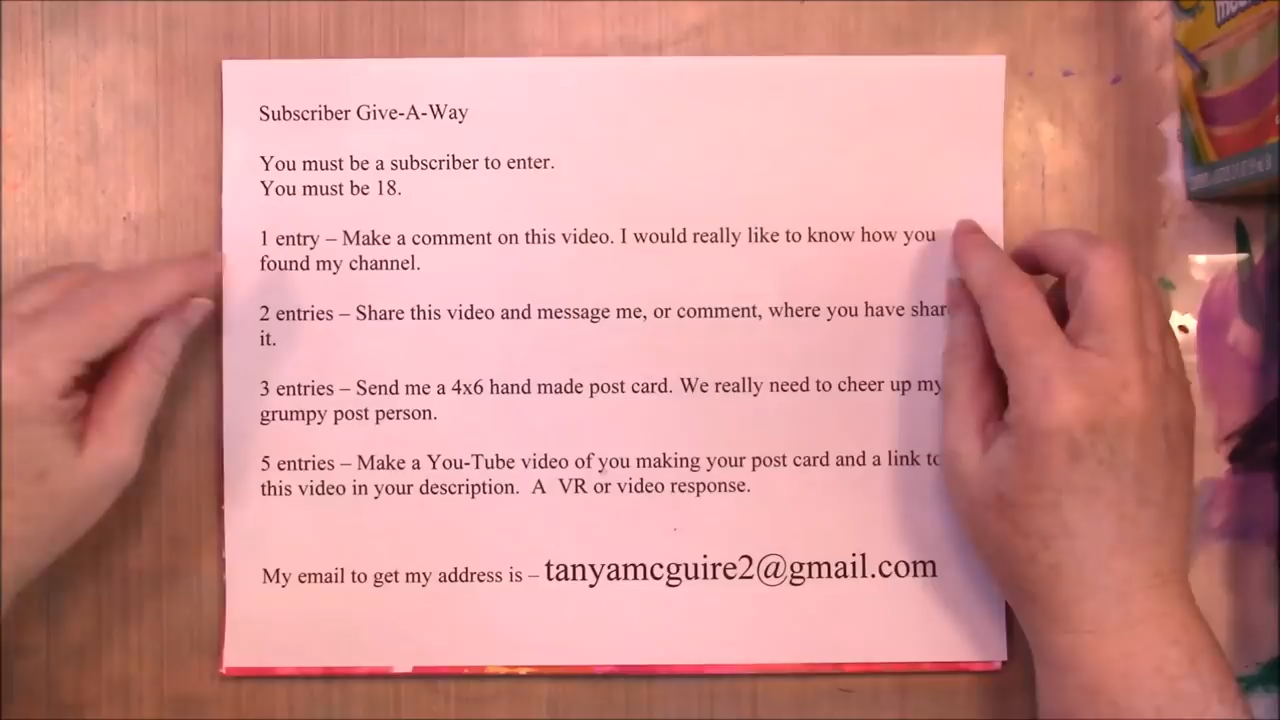 Subscriber Give-A-Way
You must be a subscriber to enter.
You must be 18.
1 entry – Make a comment on this video. I would really like to know how you
found my channel.
2 entries – Share this video and message me, or comment, where you have
it.
3 entries – Send me a 4x6 hand made post card. We really need to cheer up my
grumpy post person.
5 entries – Make a You-Tube video of you making your post card and a link to
this video in your description.  A  VR or video response.
My email to get my address is – tanyamcguire2@gmail.com